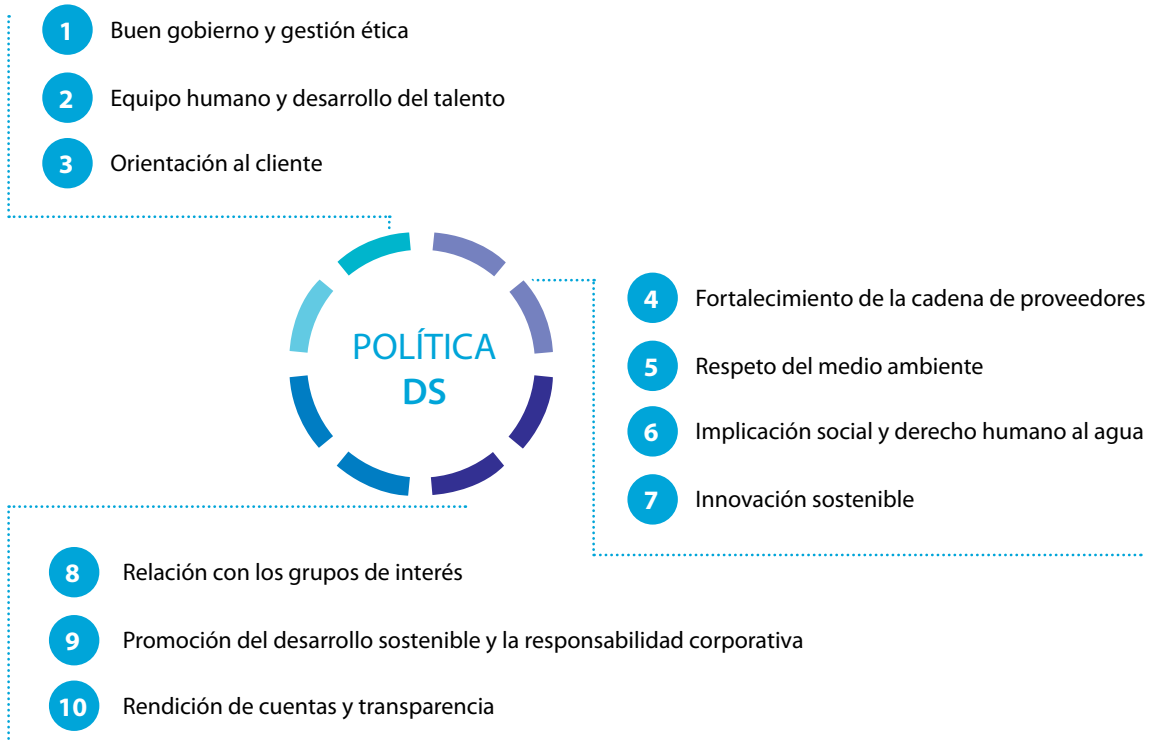 1 Buen gobierno y gestión ética
2 Equipo humano y desarrollo del talento
3 Orientación al cliente
POLÍTICA
DS
4 Fortalecimiento de la cadena de proveedores
5 Respeto del medio ambiente
6 Implicación social y derecho humano al agua
7 Innovación sostenible
8 Relación con los grupos de interés
9 Promoción del desarrollo sostenible y la responsabilidad corporativa
10 Rendición de cuentas y transparencia